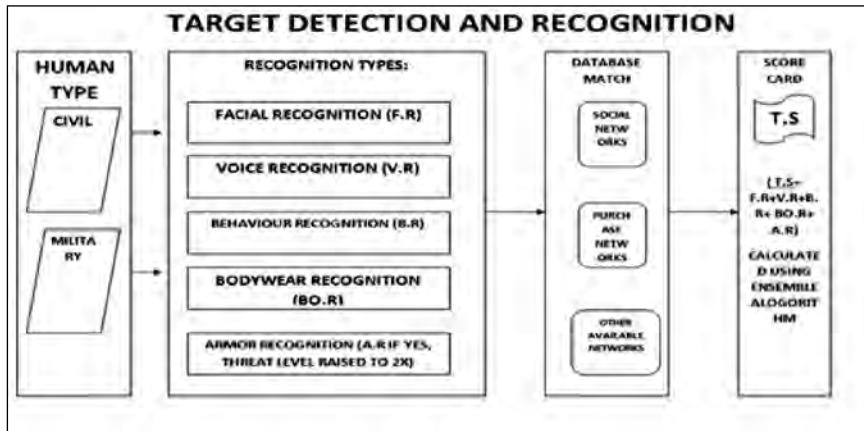 TARGET DETECTION AND RECOGNITION
HUMAN
TYPE
CIVIL
MILITA
RY
RECOGNITION TYPES:
FACIAL RECOGNITION (F.R)
VOICE RECOGNITION (V.R)
BEHAVIOUR RECOGNITION (B.R)
BODYWEAR RECOGNITION
(BO.R)
ARMOR RECOGNITION (A.R IF YES,
THREAT LEVEL RAISED TO 2X)
DATABASE
MATCH
SOCIAL
NETW
ORKS
PURCH
ASE
NETW
ORKS
OTHER
AVAILABLE
NETWORKS
SCORE
CARD
T.S
( T.S=
F.R+V.R+B.
R+ BO.R+
A.R)
CALCULATE
D USING
ENSEMBLE
ALOGORIT
HM